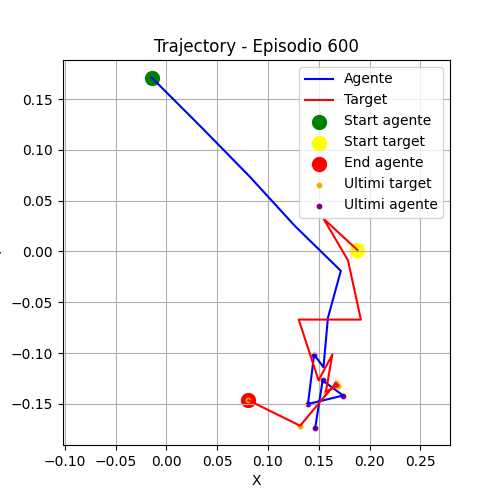 Trajectory - Episodio 600
Agente
Target
Start agente
Start target
End agente
Ultimi target
Ultimi agente
0.15
0.10
0.05
0.00
−0.05
−0.10
−0.15
−0.10
−0.05
0.00
0.05
0.10
0.15
0.20
0.25
X